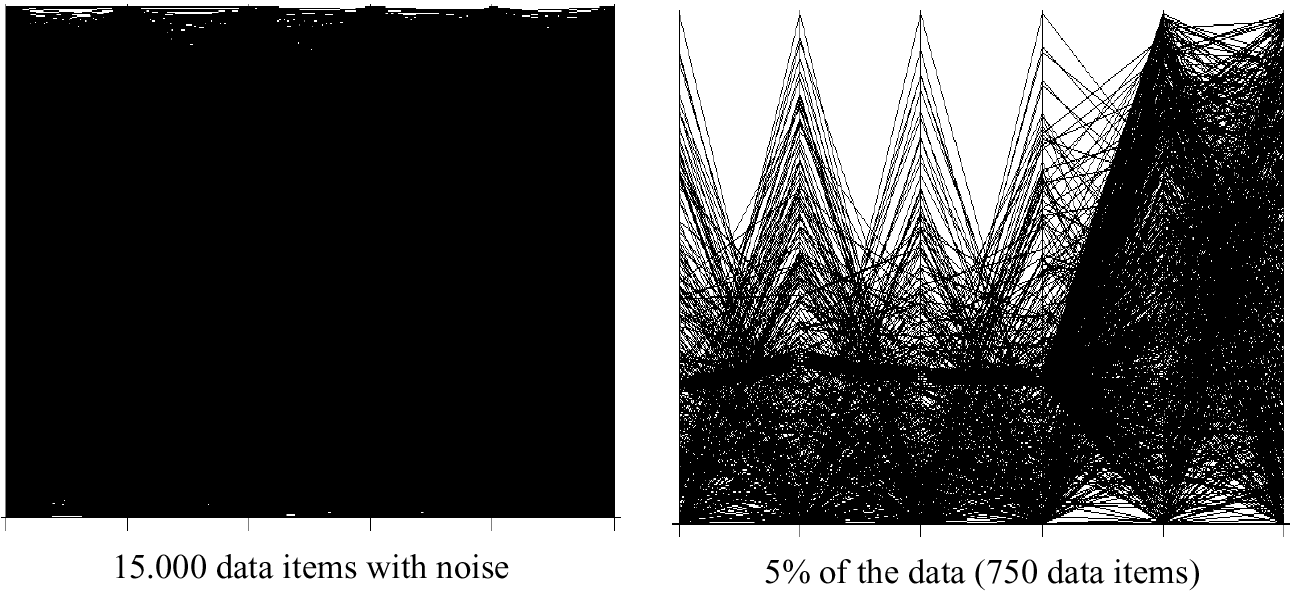 15.000 data items with noise
5% of the data (750 data items)